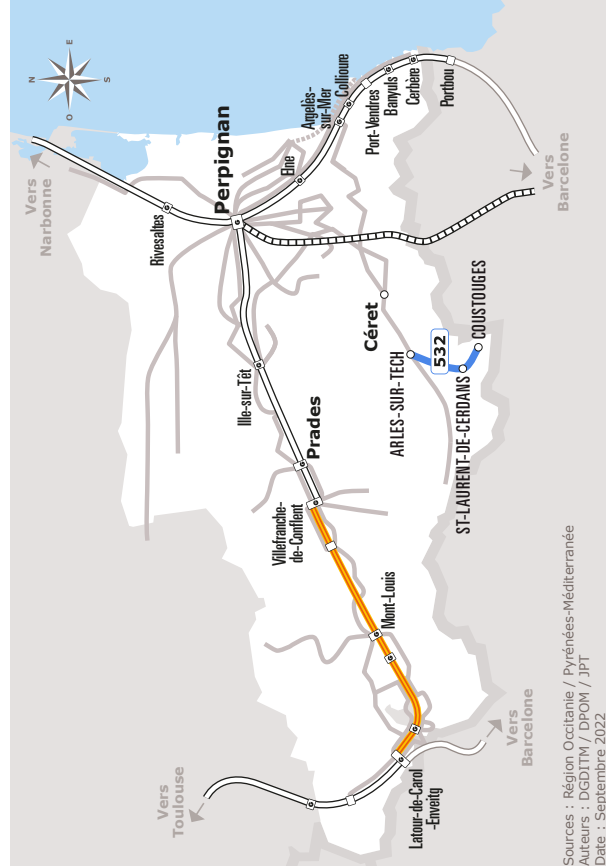 N
E
S
O
Vers
Narbonne
Rivesaltes
Perpignan
Elne
Argelès-
sur-Mer
Collioure
Port-Vendres
Banyuls
Cerbère
Portbou
Vers
Barcelone
Ille-sur-Têt
Prades
Villefranche-
de-Conflent
Céret
ARLES-SUR-TECH
532
ST-LAURENT-DE-CERDANS
COUSTOUGES
Mont-Louis
Vers
Toulouse
Latour-de-Carol
-Enveitg
Vers
Barcelone
Sources : Région Occitanie / Pyrénées-Méditerranée
Auteurs : DGDITM / DPOM / JPT
Date : Septembre 2022